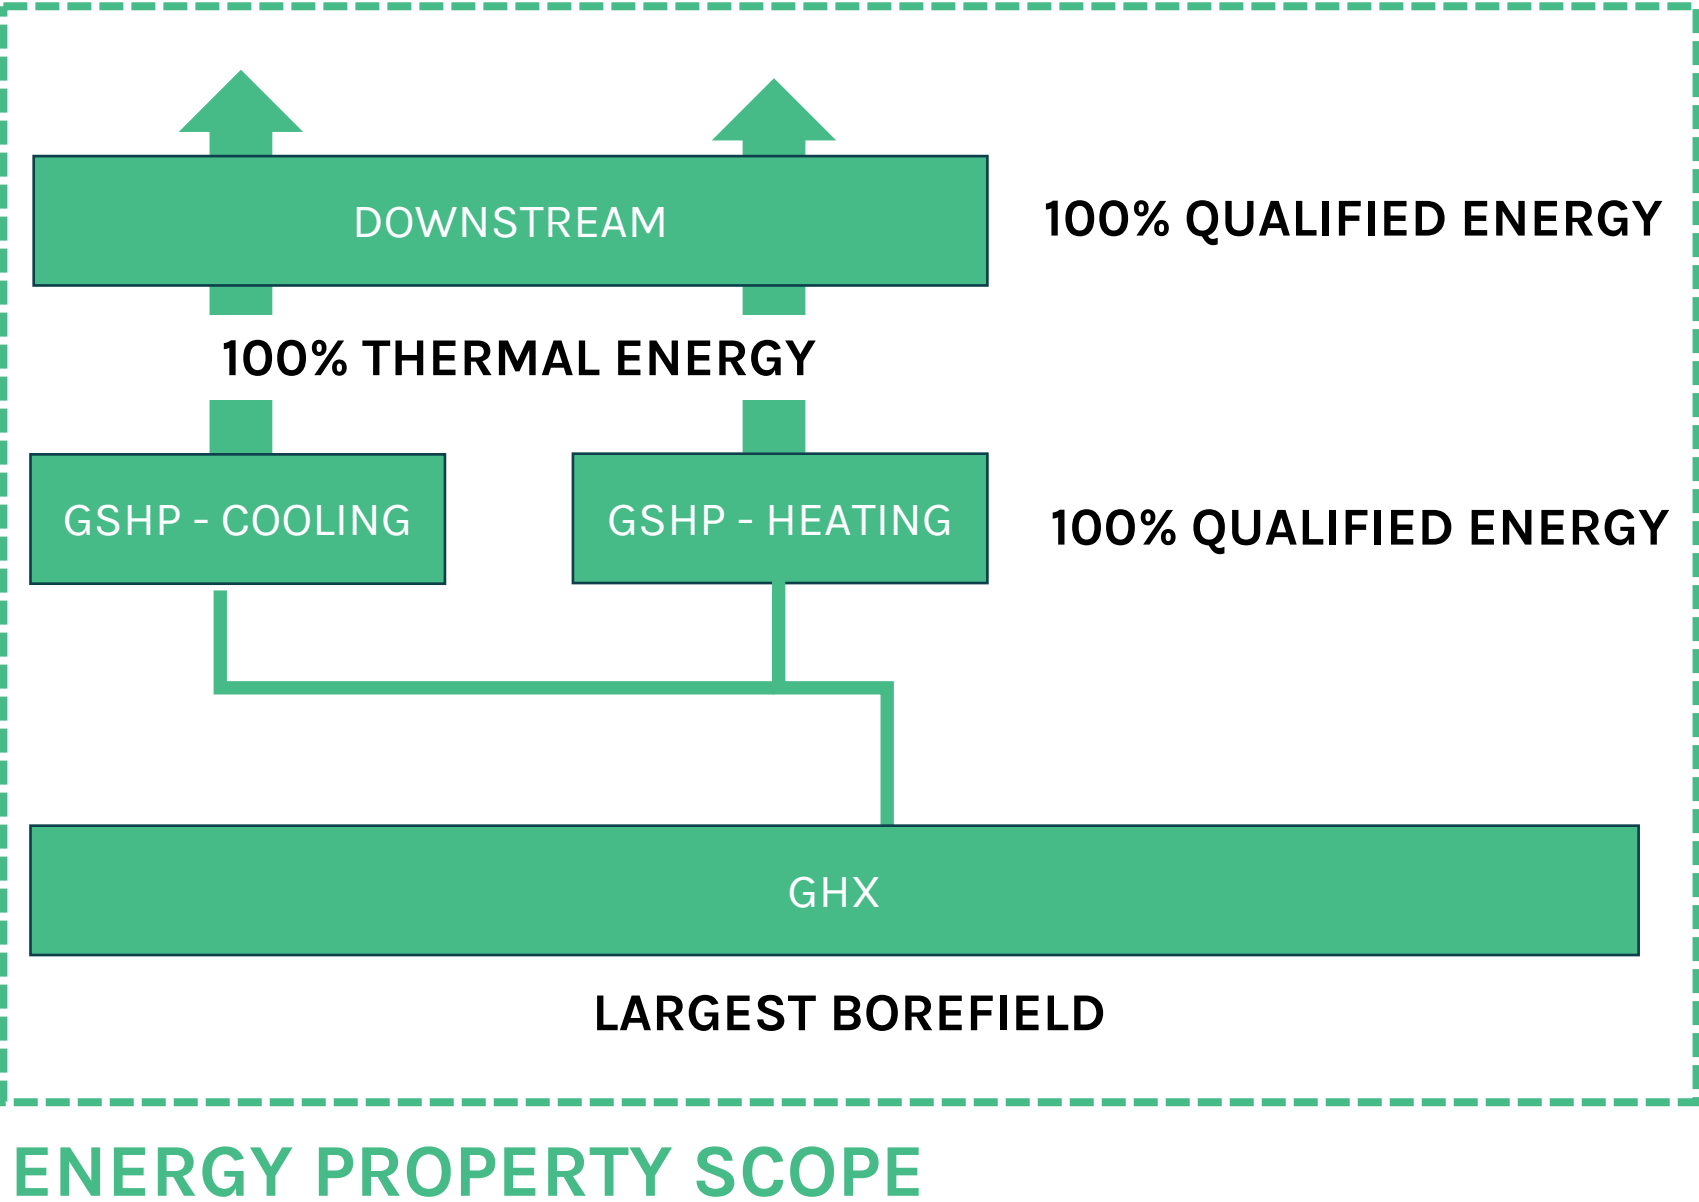 DOWNSTREAM
100% QUALIFIED ENERGY
100% THERMAL ENERGY
GSHP - COOLING
GSHP - HEATING
100% QUALIFIED ENERGY
GHX
LARGEST BOREFIELD
ENERGY PROPERTY SCOPE